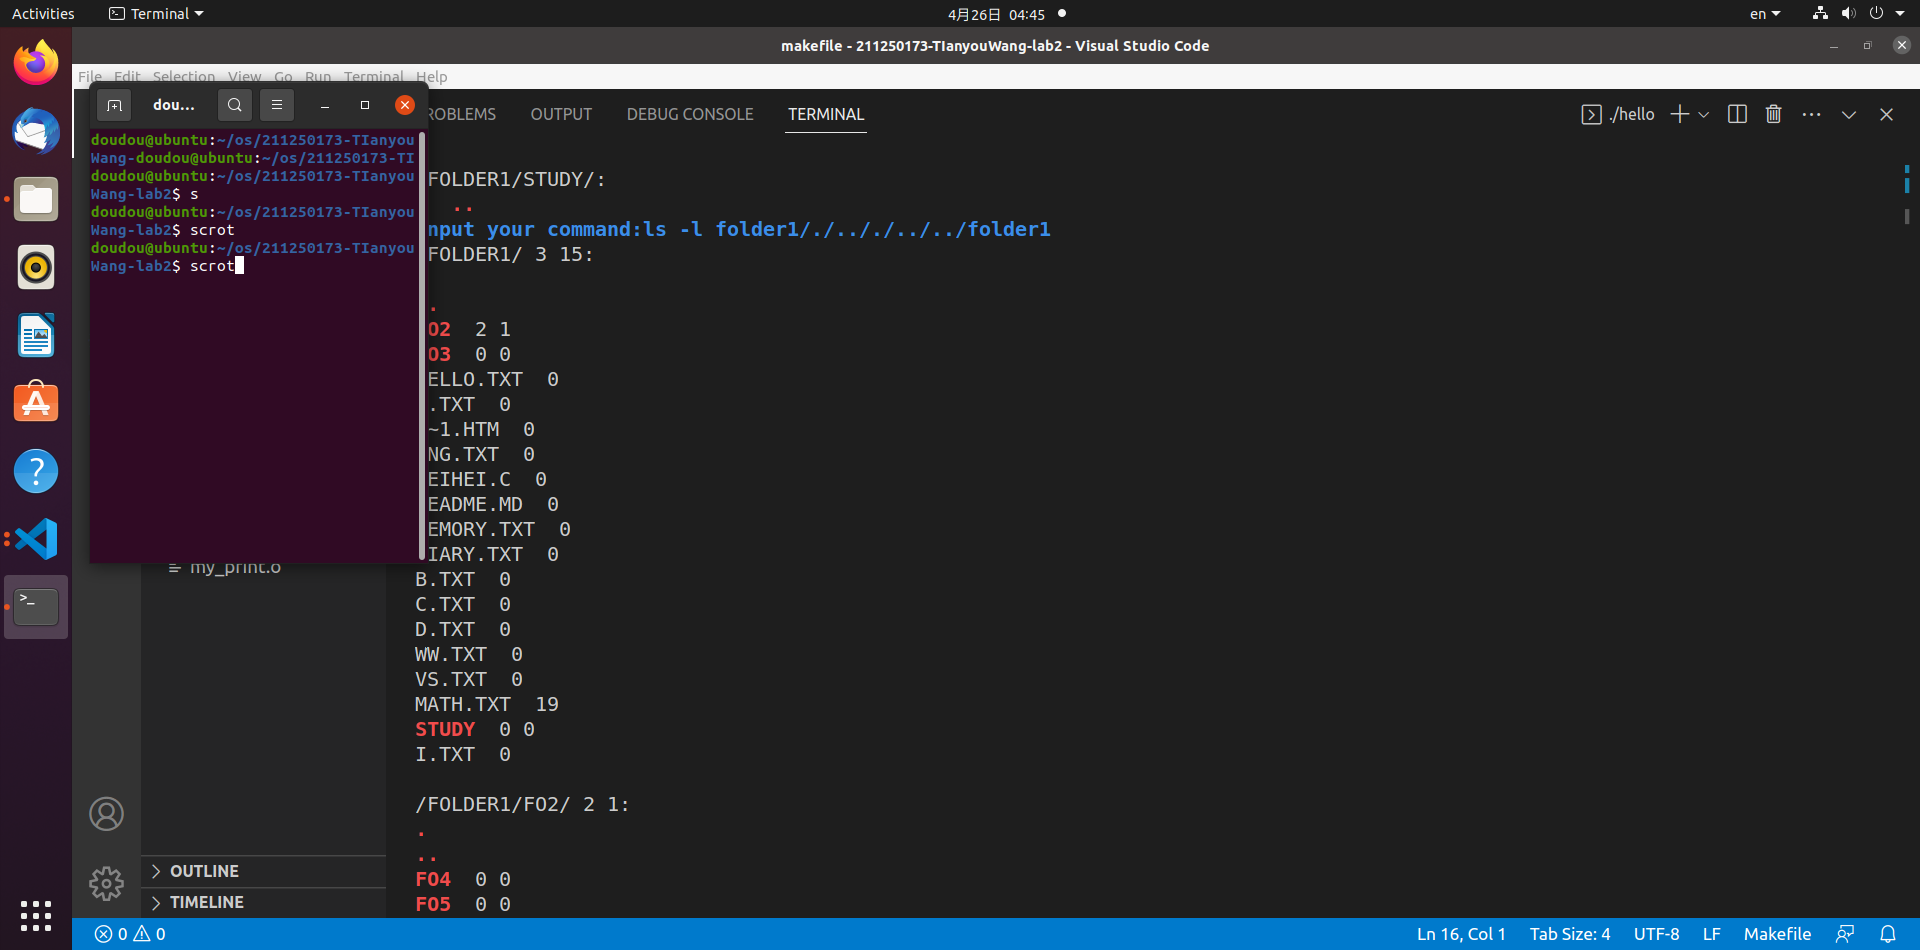 Activities
Terminal
4月26日 04:45
en
makefile - 211250173-TIanyouWang-lab2 - Visual Studio Code
File Edit Selection View Go Run Terminal Help
dou...
doudou@ubuntu:~/os/211250173-TIanyou
Wang-doudou@ubuntu:~/os/211250173-TI
doudou@ubuntu:~/os/211250173-TIanyou
Wang-lab2$ s
doudou@ubuntu:~/os/211250173-TIanyou
Wang-lab2$ scrot
doudou@ubuntu:~/os/211250173-TIanyou
Wang-lab2$ scrot
my_print.o
OUTLINE
TIMELINE
ROBLEMS OUTPUT DEBUG CONSOLE TERMINAL
./hello
FOLDER1/STUDY/:
..
nput your command:ls -l folder1/./.././../../folder1
FOLDER1/ 3 15:
.
O2 2 1
O3 0 0
ELLO.TXT 0
.TXT 0
~1.HTM 0
NG.TXT 0
EIHEI.C 0
EADME.MD 0
EMORY.TXT 0
IARY.TXT 0
B.TXT 0
C.TXT 0
D.TXT 0
WW.TXT 0
VS.TXT 0
MATH.TXT 19
STUDY 0 0
I.TXT 0
/FOLDER1/FO2/ 2 1:
.
..
FO4 0 0
FO5 0 0
0 0
Ln 16, Col 1 Tab Size: 4 UTF-8 LF Makefile